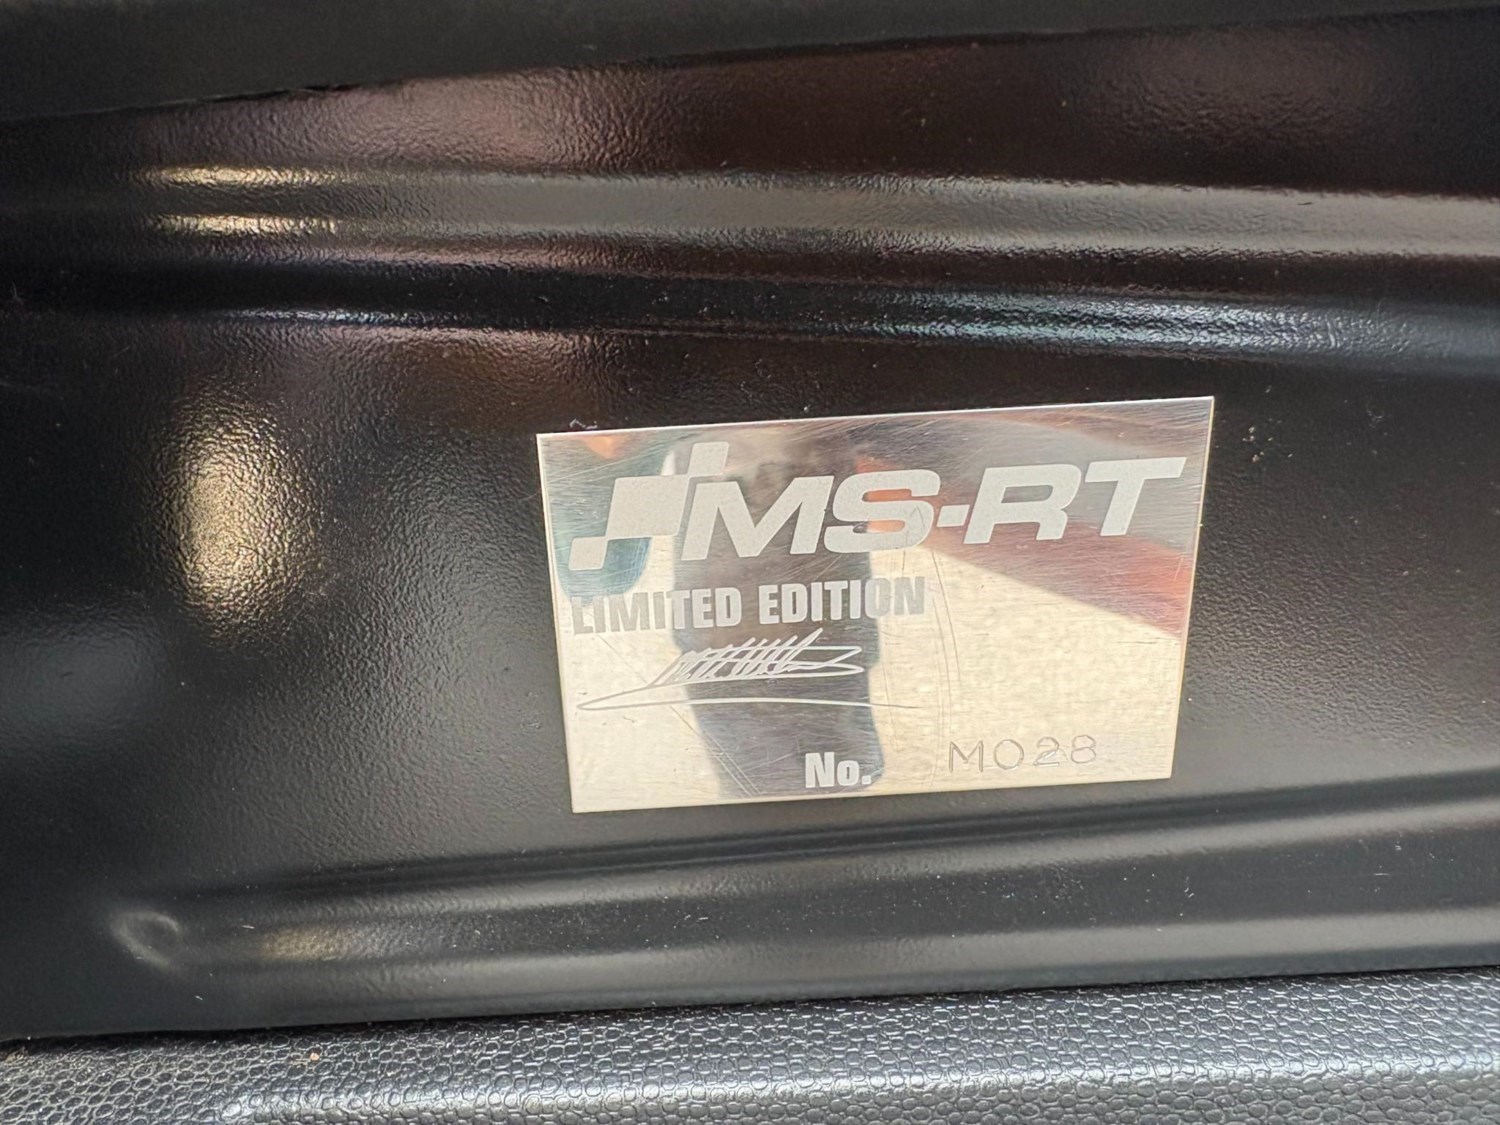 MS-RT
LIMITED EDITION
No. M028